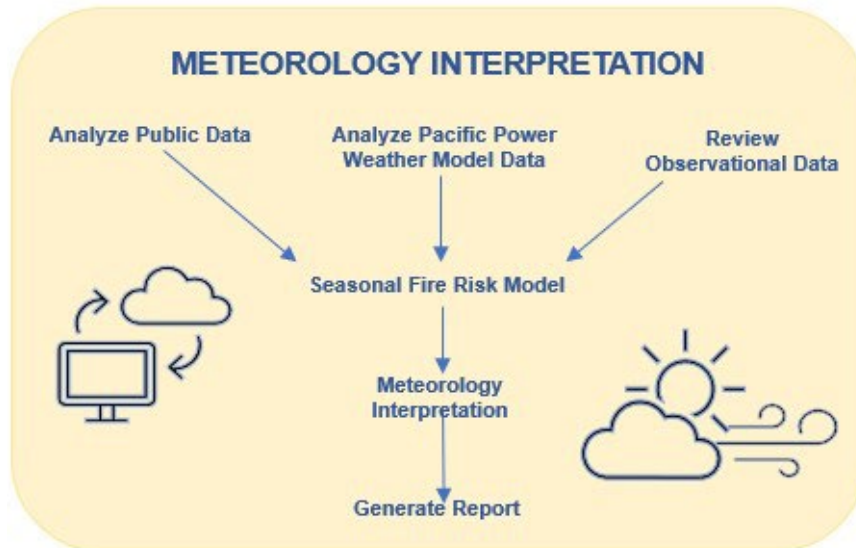 METEOROLOGY INTERPRETATION
Analyze Public Data
Analyze Pacific Power
Weather Model Data
Review
Observational Data
Seasonal Fire Risk Model
Meteorology
Interpretation
Generate Report